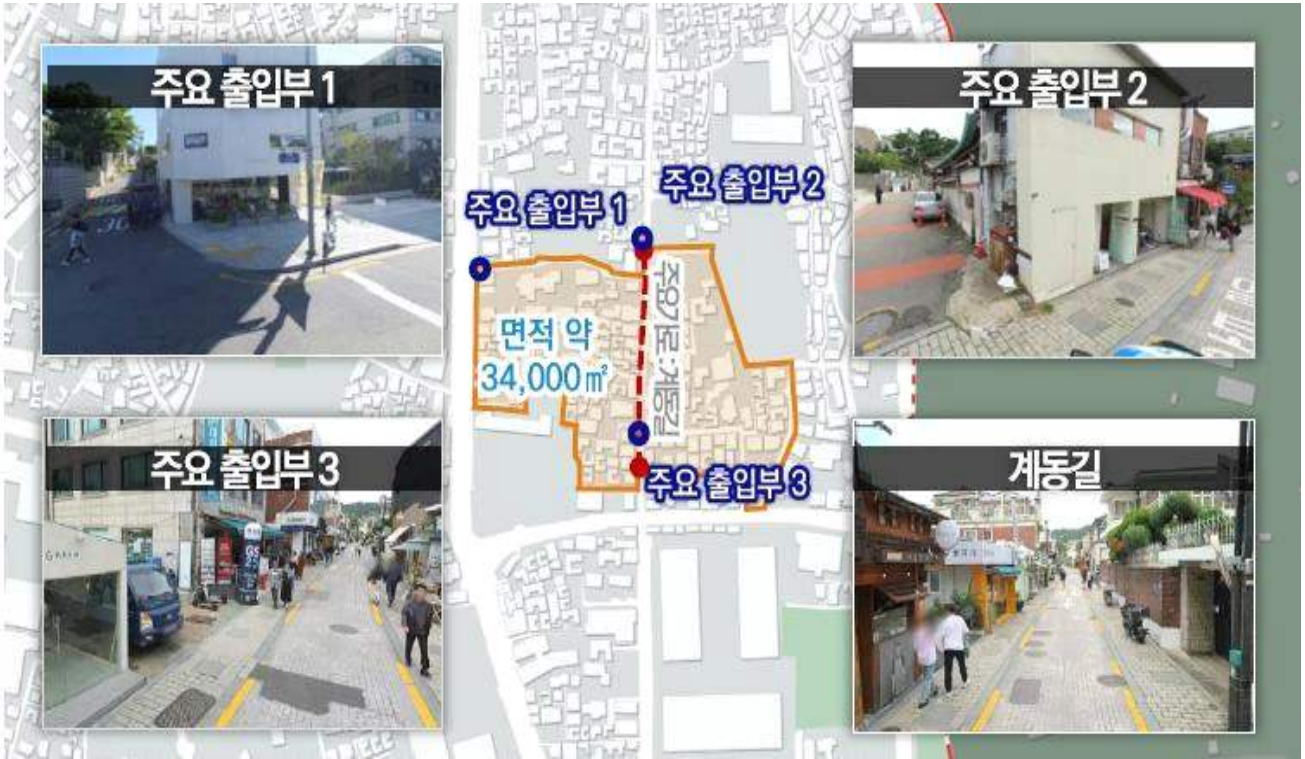 주요 출입부 1
주요 출입부 2
주요 출입부 1
주요 출입부 2
면적 약
34,000㎡
주요가로:계동길
주요 출입부 3
주요 출입부 3
GS
25
계동길